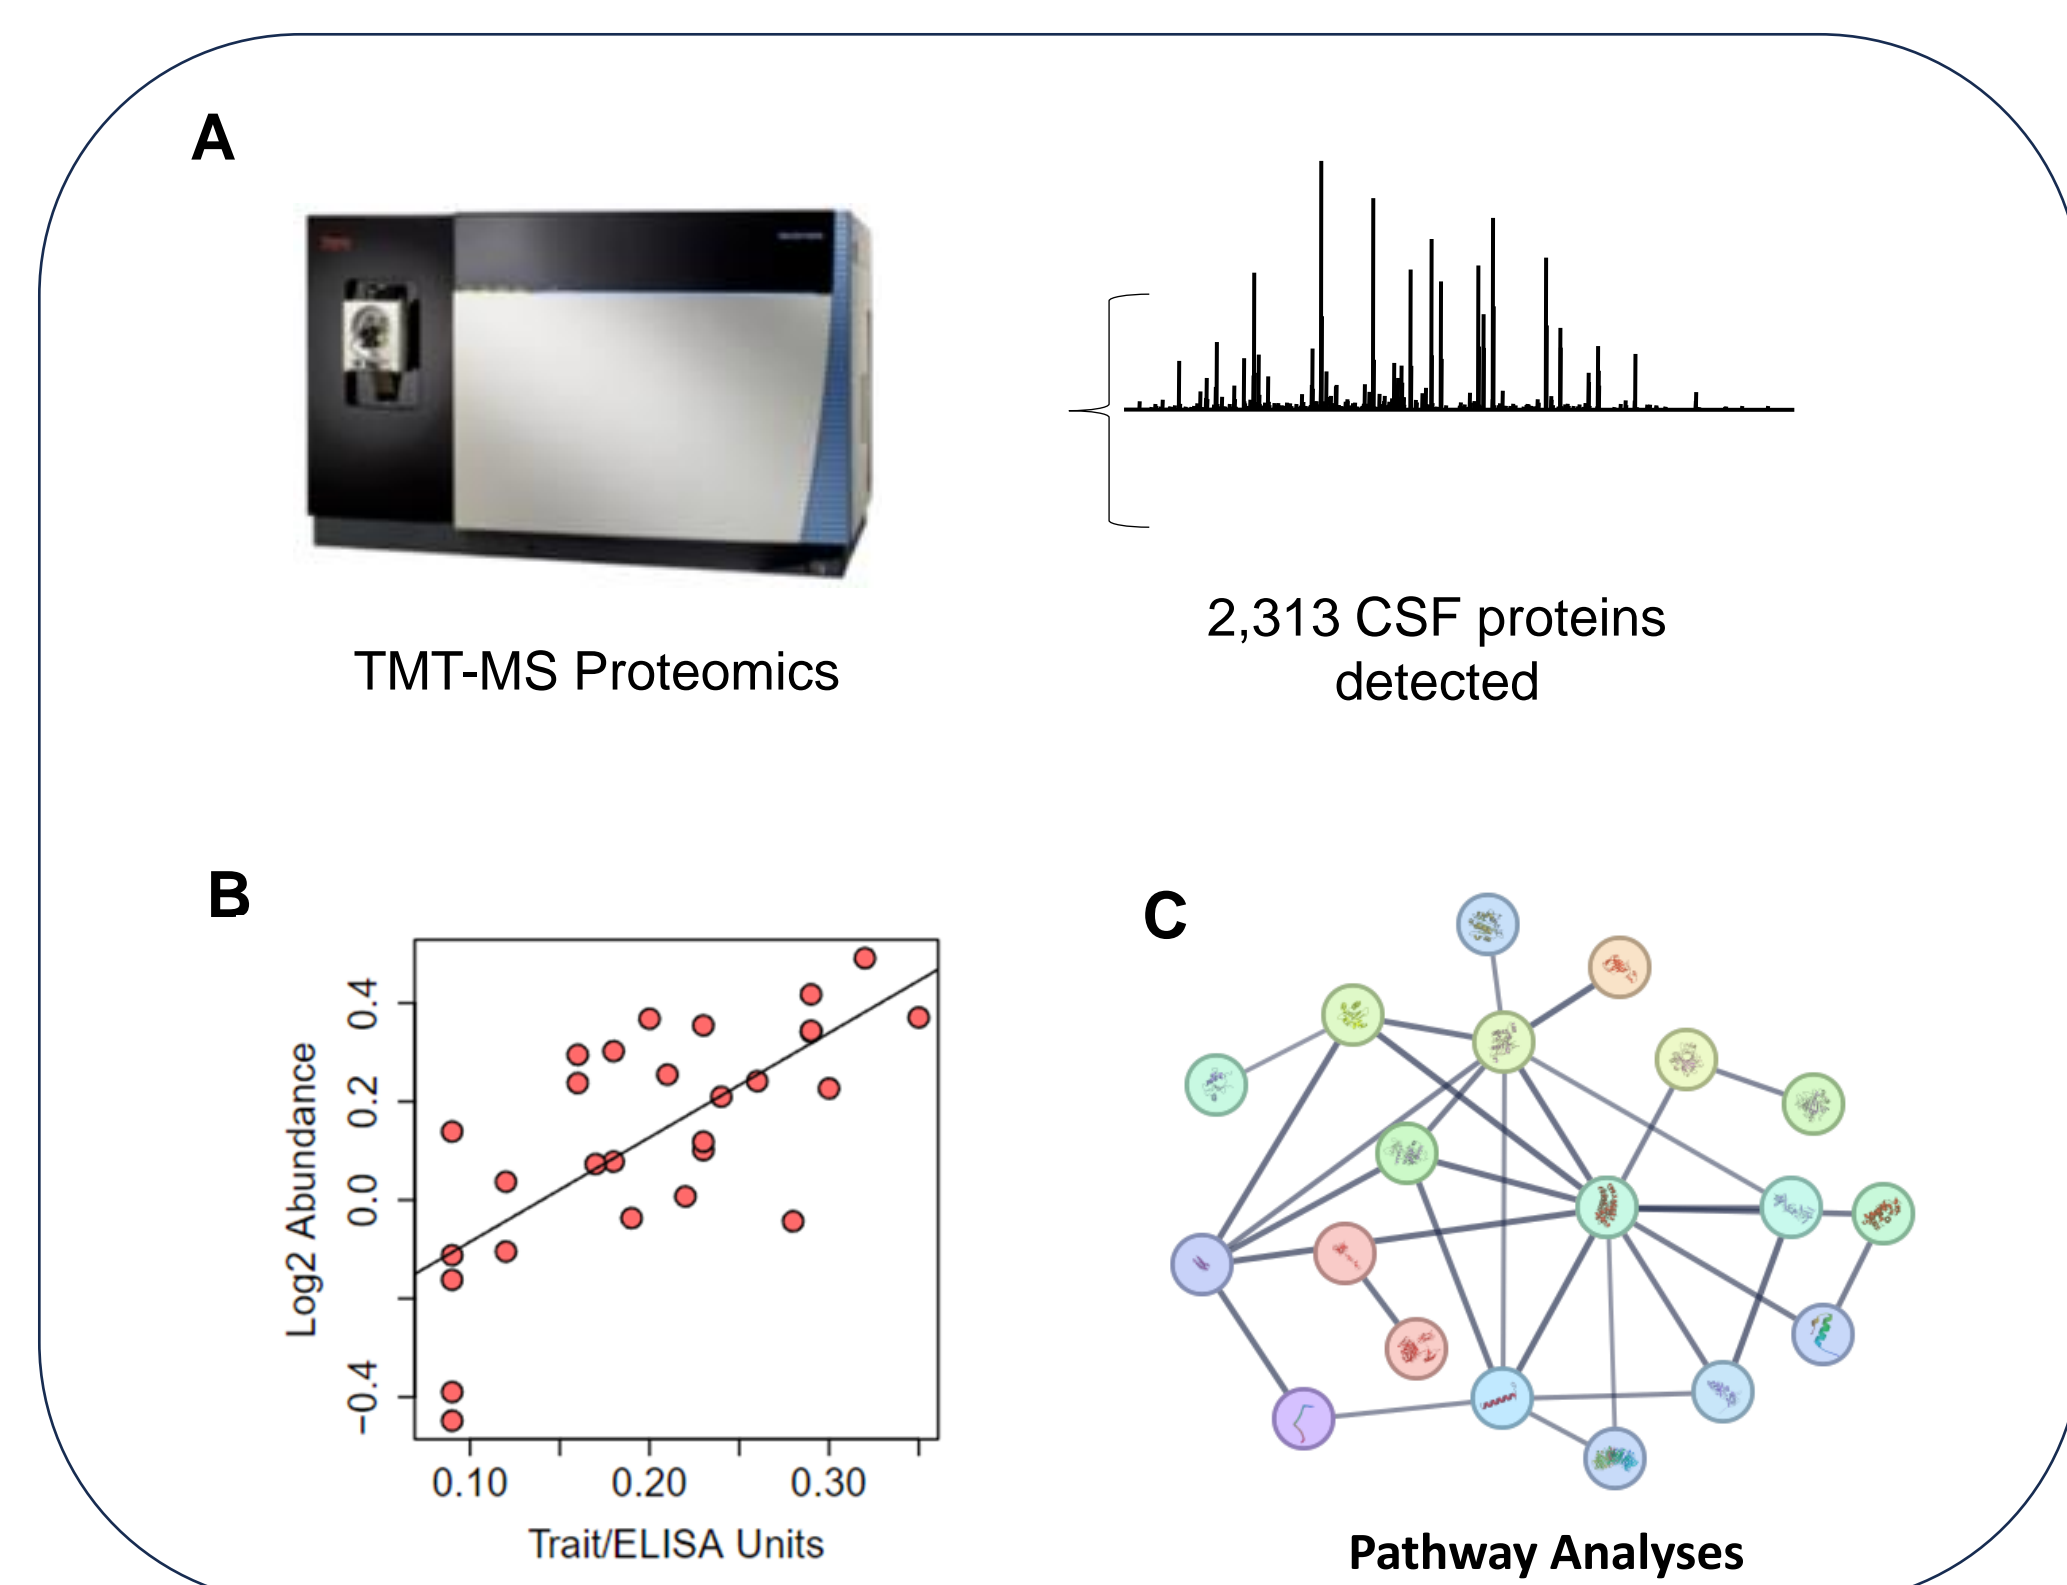 A
TMT-MS Proteomics
2,313 CSF proteins
detected
B
Log2 Abundance
0.4
0.2
0.0
−0.4
0.10 0.20 0.30
Trait/ELISA Units
C
Pathway Analyses